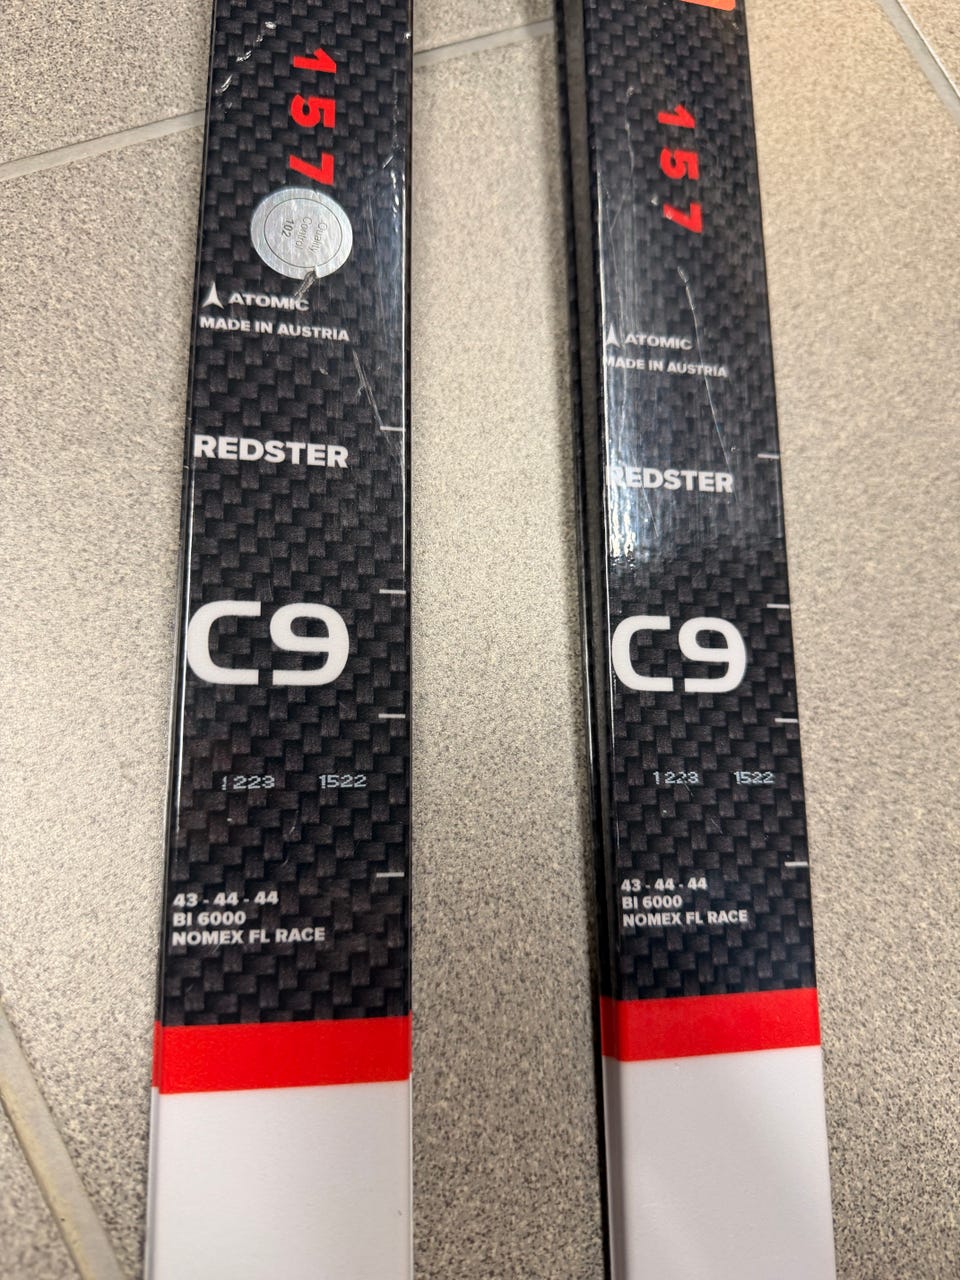 157
Quality
Control
102
ATOMIC
MADE IN AUSTRIA
REDSTER
C9
1223 1522
43 - 44 - 44
BI 6000
NOMEX FL RACE
157
ATOMIC
MADE IN AUSTRIA
REDSTER
C9
1223 1522
43 - 44 - 44
BI 6000
NOMEX FL RACE